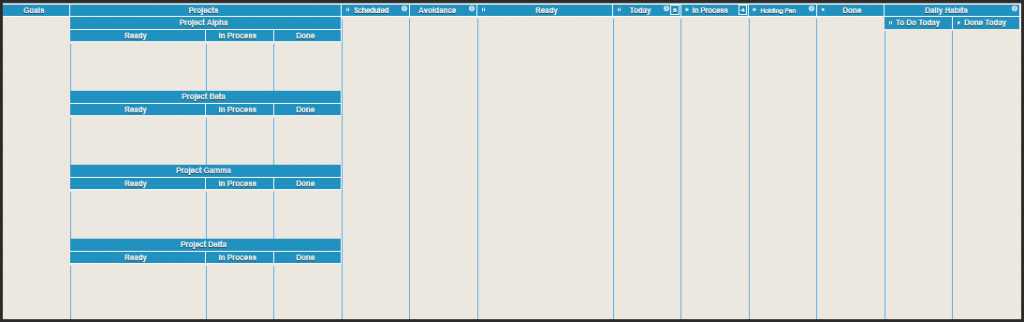 Goals Projects Scheduled Avoidance Ready Today In Process 4 Holding Pen Done Daily Habits
Project Alpha To Do Today Done Today
Ready In Process Done
Project Beta
Ready In Process Done
Project Gamma
Ready In Process Done
Project Delta
Ready In Process Done